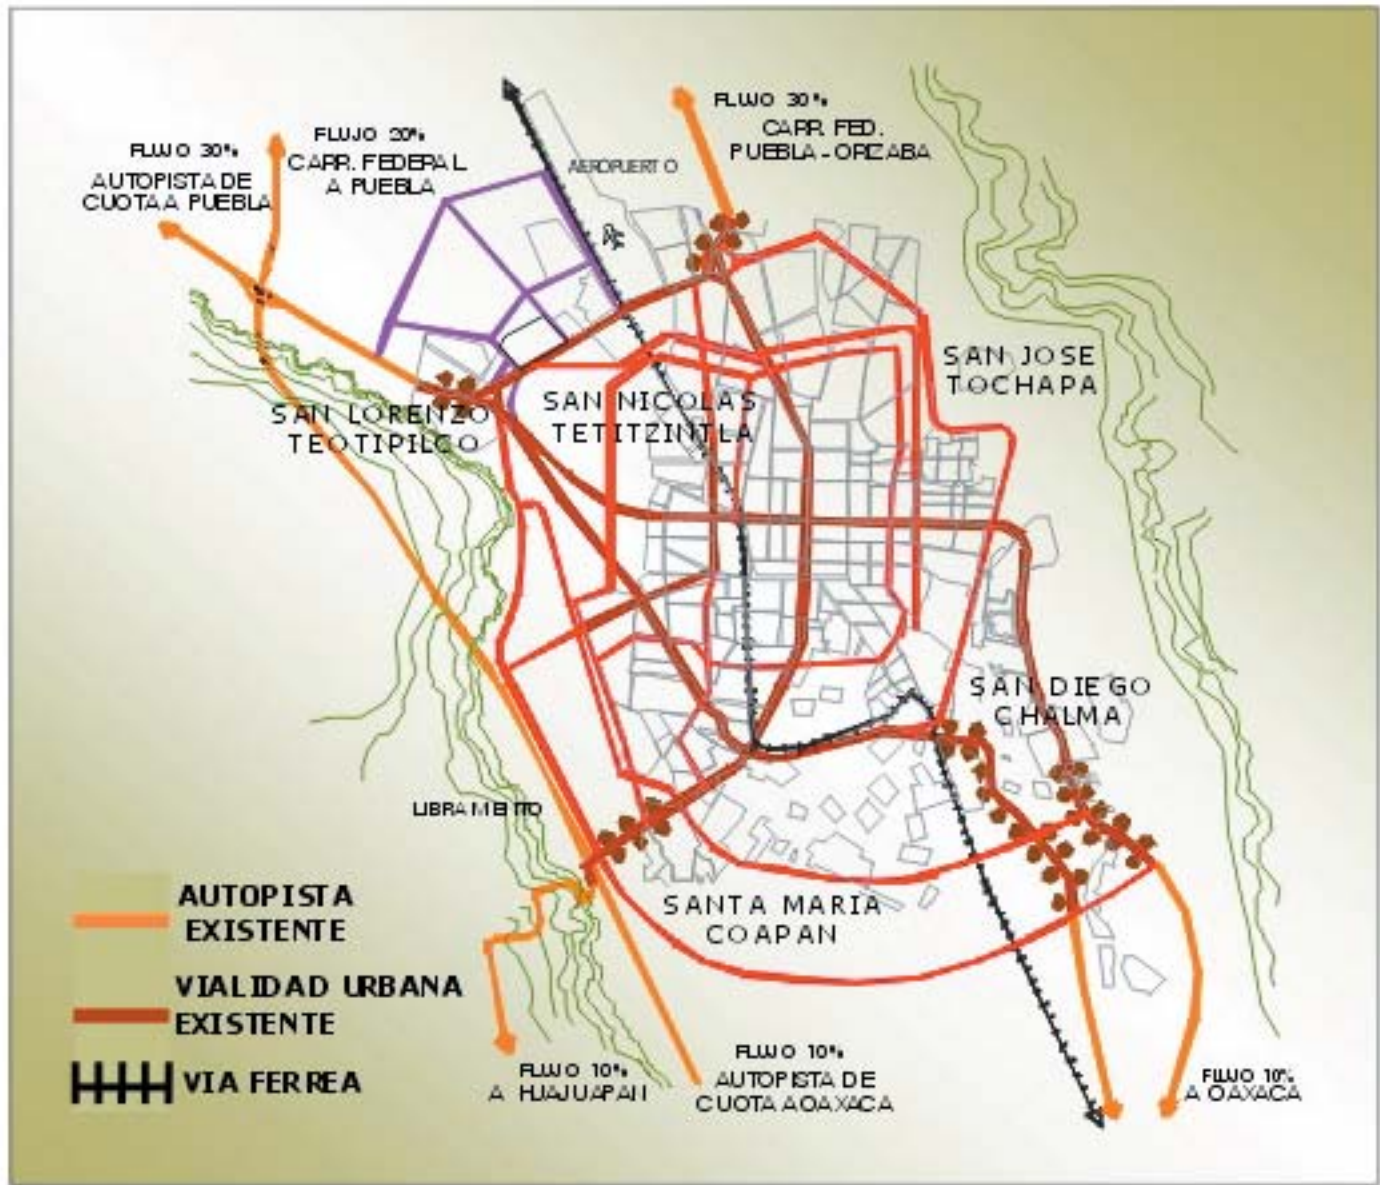 FLUJO 30%
AUTOPISTA DE
CUOTA A PUEBLA
FLUJO 20%
CARR. FEDERAL
A PUEBLA
FLUJO 30%
CARR. FED.
PUEBLA - ORIZABA
AEROPUERTO
SAN JOSE
TOCHAPA
SAN LORENZO
TEOTIPILCO
SAN NICOLAS
TETITZINTLA
SAN DIEGO
CHALMA
LIBRAMIENTO
SANTA MARIA
COAPAN
AUTOPISTA
EXISTENTE
VIALIDAD URBANA
EXISTENTE
VIA FERREA
FLUJO 10%
A HUAJUAPAN
FLUJO 10%
AUTOPISTA DE
CUOTA A OAXACA
FLUJO 10%
A OAXACA